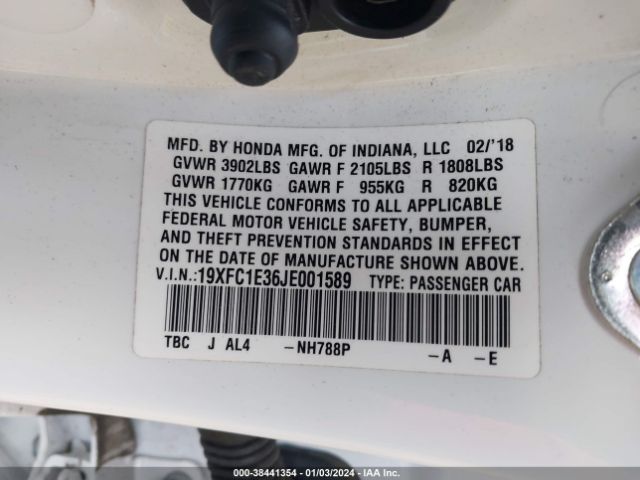 MFD. BY HONDA MFG. OF INDIANA, LLC 02/'18
GVWR 3902LBS GAWR F 2105LBS R 1808LBS
GVWR 1770KG GAWR F 955KG R 820KG
THIS VEHICLE CONFORMS TO ALL APPLICABLE
FEDERAL MOTOR VEHICLE SAFETY, BUMPER,
AND THEFT PREVENTION STANDARDS IN EFFECT
ON THE DATE OF MANUFACTURE SHOWN ABOVE.
V.I.N.:19XFC1E36JE001589 TYPE: PASSENGER CAR
TBC J AL4 -NH788P -A -E
000-38441354 - 01/03/2024 - IAA Inc.